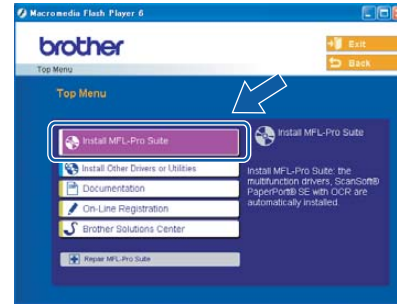 Macromedia Flash Player 6
brother
Exit
Back
Top Menu
Top Menu
Install MFL-Pro Suite
Install Other Drivers or Utilities
Documentation
On-Line Registration
Brother Solutions Center
Repair MFL-Pro Suite
Install MFL-Pro Suite
Install MFL-Pro Suite: the
multifunction drivers, ScanSoft®
PaperPort® SE with OCR are
automatically installed.